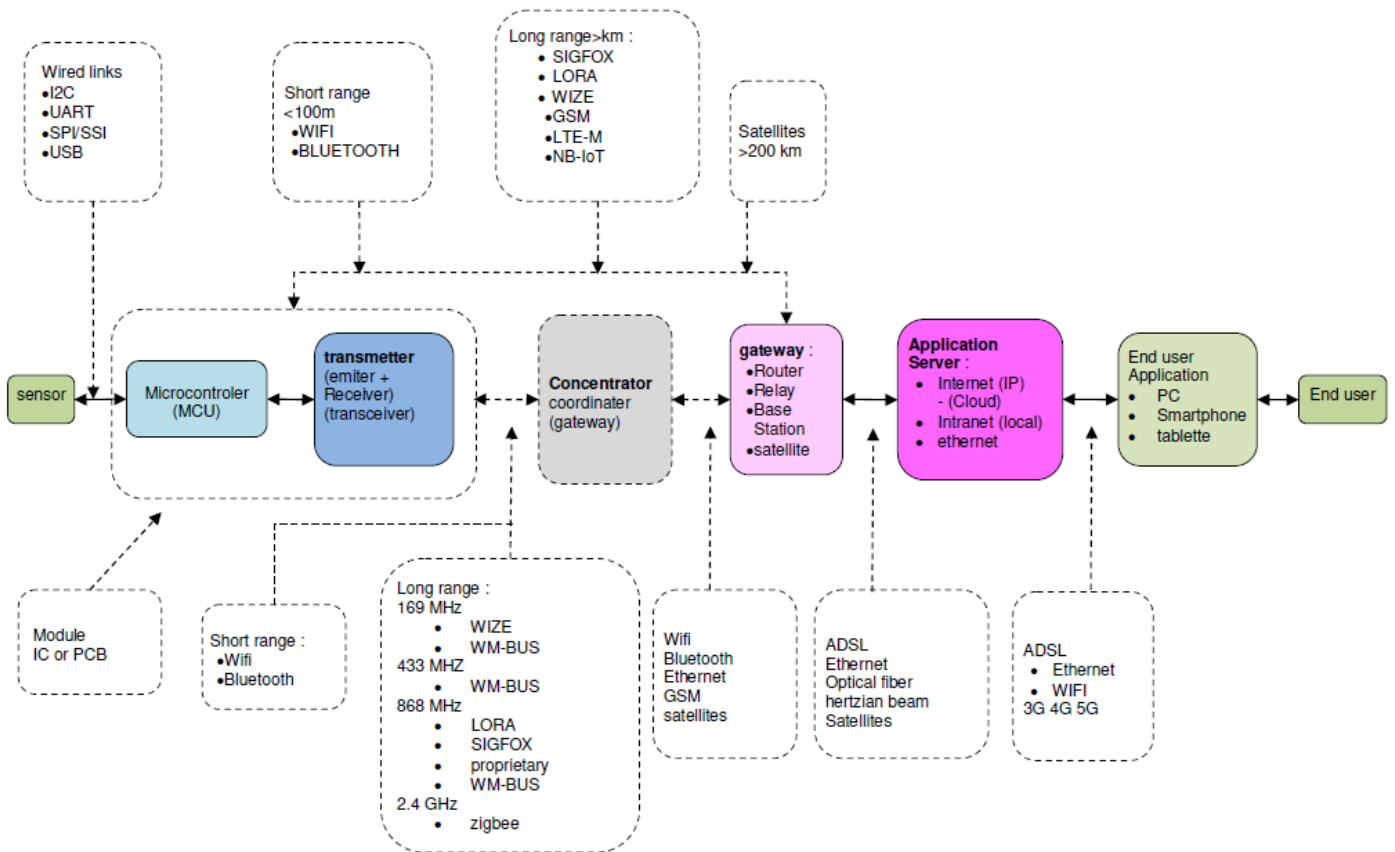 Wired links
•I2C
•UART
•SPI/SSI
•USB
Short range
<100m
•WIFI
•BLUETOOTH
Long range>km :
• SIGFOX
• LORA
• WIZE
•GSM
•LTE-M
•NB-IoT
Satellites
>200 km
sensor
Microcontroler
(MCU)
transmetter
(emiter +
Receiver)
(transceiver)
Concentrator
coordinater
(gateway)
gateway :
•Router
•Relay
•Base
Station
•satellite
Application
Server :
• Internet (IP)
- (Cloud)
• Intranet (local)
• ethernet
End user
Application
• PC
• Smartphone
• tablette
End user
Module
IC or PCB
Short range :
•Wifi
•Bluetooth
Long range :
169 MHz
• WIZE
• WM-BUS
433 MHZ
• WM-BUS
868 MHz
• LORA
• SIGFOX
• proprietary
• WM-BUS
2.4 GHz
• zigbee
Wifi
Bluetooth
Ethernet
GSM
satellites
ADSL
Ethernet
Optical fiber
hertzian beam
Satellites
ADSL
• Ethernet
• WIFI
3G 4G 5G